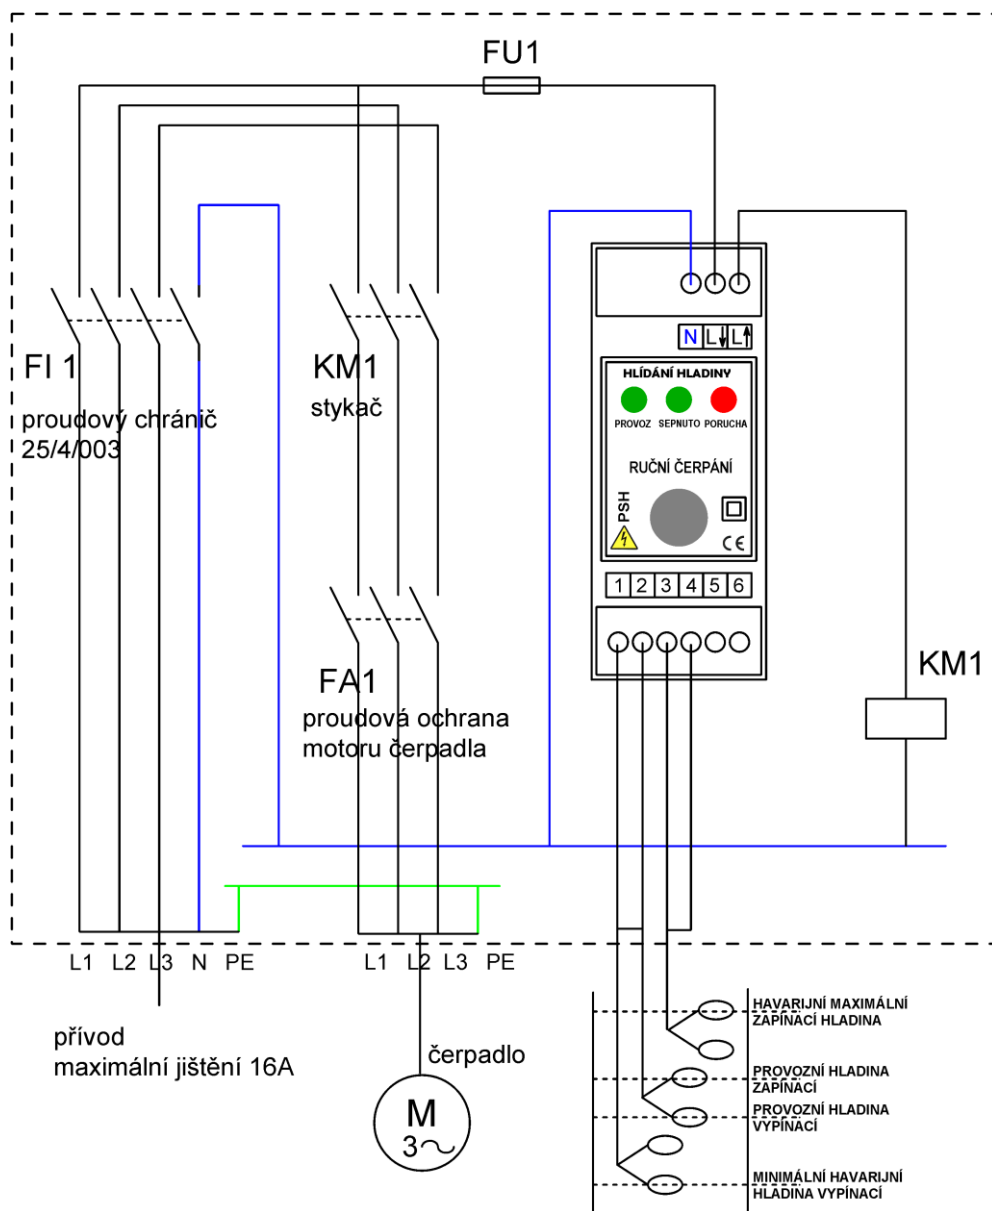 FU1
FI 1
proudový chránič
25/4/003
KM1
stykač
N L L
HLÍDÁNÍ HLADINY
PROVOZ SEPNUTO PORUCHA
RUČNÍ ČERPÁNÍ
PSH
CE
1 2 3 4 5 6
FA1
proudová ochrana
motoru čerpadla
KM1
L1 L2 L3 N PE
L1 L2 L3 PE
přívod
maximální jištění 16A
čerpadlo
M
3
HAVARIJNÍ MAXIMÁLNÍ
ZAPÍNACÍ HLADINA
PROVOZNÍ HLADINA
ZAPÍNACÍ
PROVOZNÍ HLADINA
VYPÍNACÍ
MINIMÁLNÍ HAVARIJNÍ
HLADINA VYPÍNACÍ